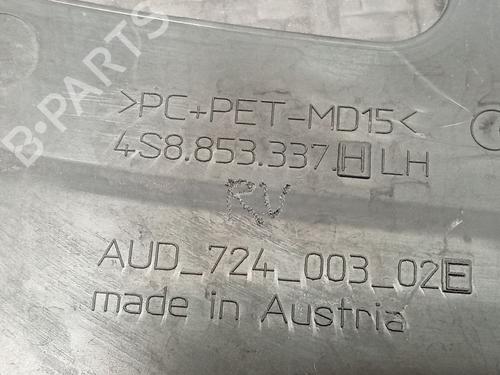 B-PARTS
>PC+PET-MD15<
4S8.853.337.H LH
RV
AUD_724_003_02E
made in Austria